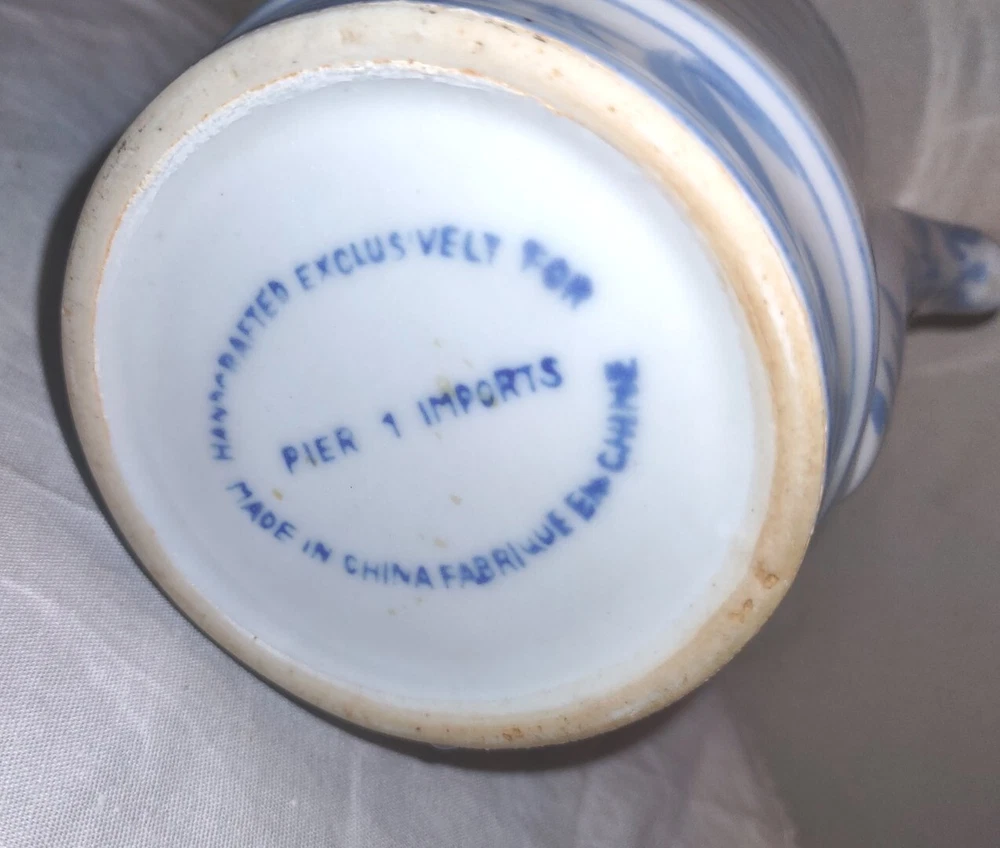 HANDCRAFTED EXCLUSIVELY FOR
PIER 1 IMPORTS
MADE IN CHINA FABRIQUE EN CHINE